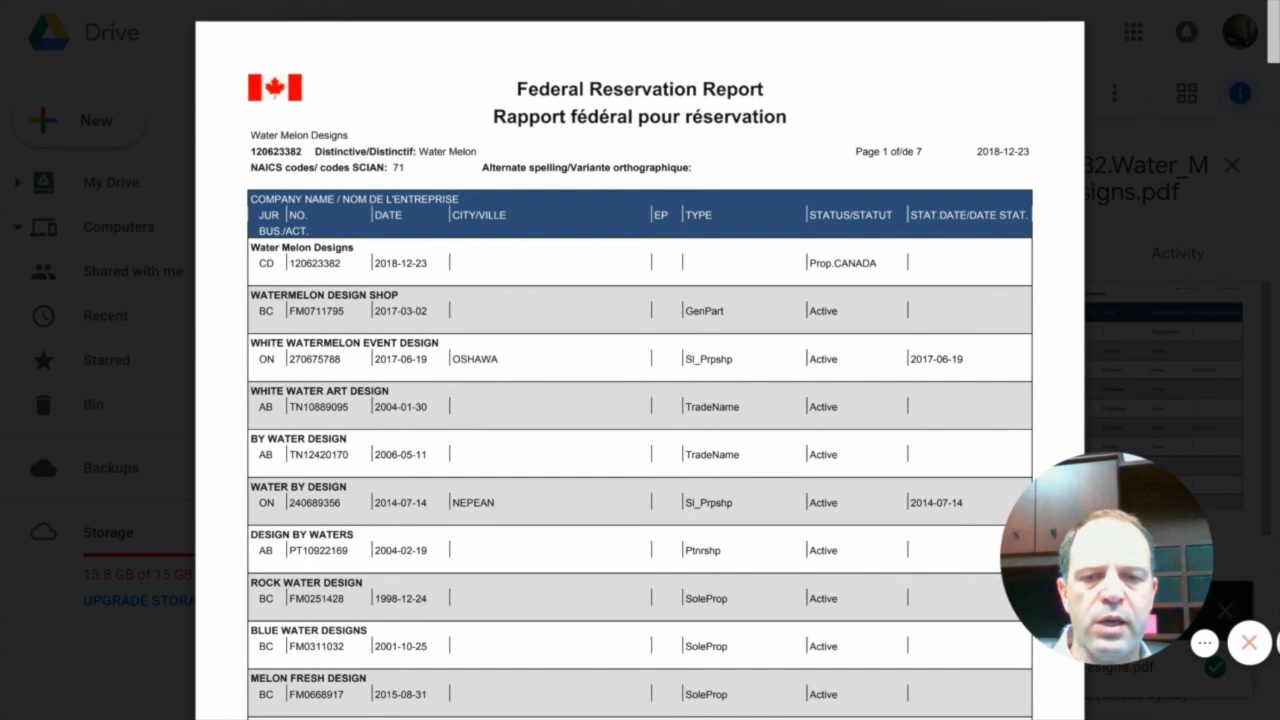 Drive
New
My Drive
Computers
Shared with me
Recent
Starred
Bin
Backups
Storage
13.8 GB of 15 GB
UPGRADE STORA
Federal Reservation Report
Rapport fédéral pour réservation
Water Melon Designs
120623382 Distinctive/Distinctif: Water Melon Page 1 of/de 7 2018-12-23
NAICS codes/ codes SCIAN: 71 Alternate spelling/Variante orthographique:
COMPANY NAME / NOM DE L'ENTREPRISE
JUR NO. DATE CITY/VILLE EP TYPE STATUS/STATUT STAT.DATE/DATE STAT.
BUS./ACT.
Water Melon Designs
CD 120623382 2018-12-23 Prop.CANADA
WATERMELON DESIGN SHOP
BC FM0711795 2017-03-02 GenPart Active
WHITE WATERMELON EVENT DESIGN
ON 270675788 2017-06-19 OSHAWA Sl_Prpshp Active 2017-06-19
WHITE WATER ART DESIGN
AB TN10889095 2004-01-30 TradeName Active
BY WATER DESIGN
AB TN12420170 2006-05-11 TradeName Active
WATER BY DESIGN
ON 240689356 2014-07-14 NEPEAN Sl_Prpshp Active 2014-07-14
DESIGN BY WATERS
AB PT10922169 2004-02-19 Ptnrshp Active
ROCK WATER DESIGN
BC FM0251428 1998-12-24 SoleProp Active
BLUE WATER DESIGNS
BC FM0311032 2001-10-25 SoleProp Active
MELON FRESH DESIGN
BC FM0668917 2015-08-31 SoleProp Active
32.Water_M
signs.pdf
Activity
esigns.pdf